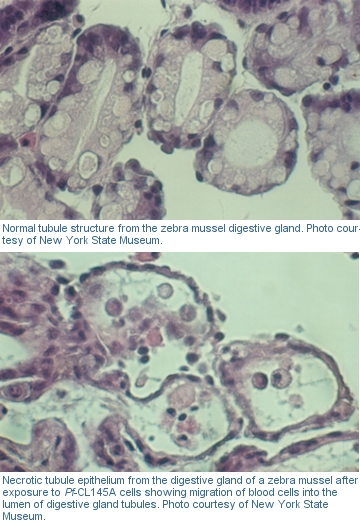 Normal tubule structure from the zebra mussel digestive gland. Photo cour-
tesy of New York State Museum.
Necrotic tubule epithelium from the digestive gland of a zebra mussel after
exposure to Pf-CL145A cells showing migration of blood cells into the
lumen of digestive gland tubules. Photo courtesy of New York State
Museum.